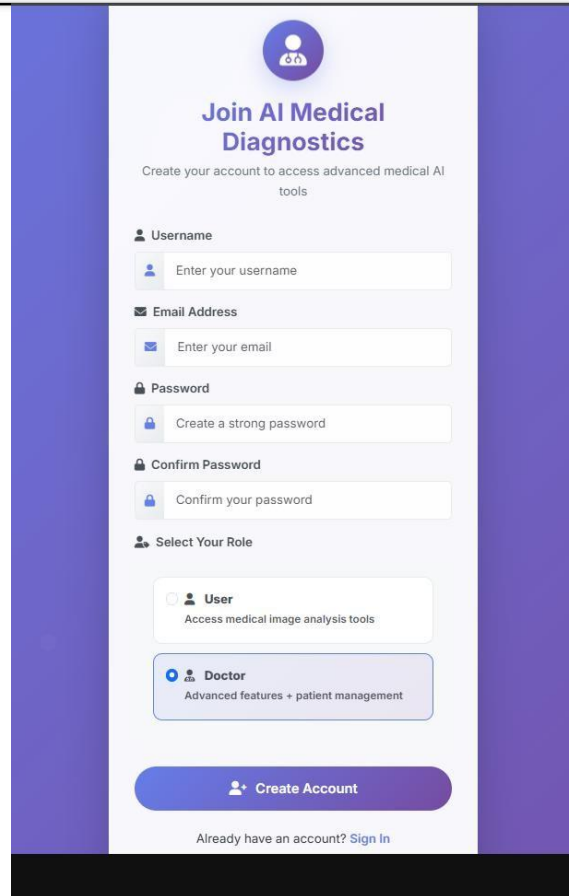 Join AI Medical
Diagnostics
Create your account to access advanced medical AI
tools
Username
Enter your username
Email Address
Enter your email
Password
Create a strong password
Confirm Password
Confirm your password
Select Your Role
User
Access medical image analysis tools
Doctor
Advanced features + patient management
Create Account
Already have an account? Sign In